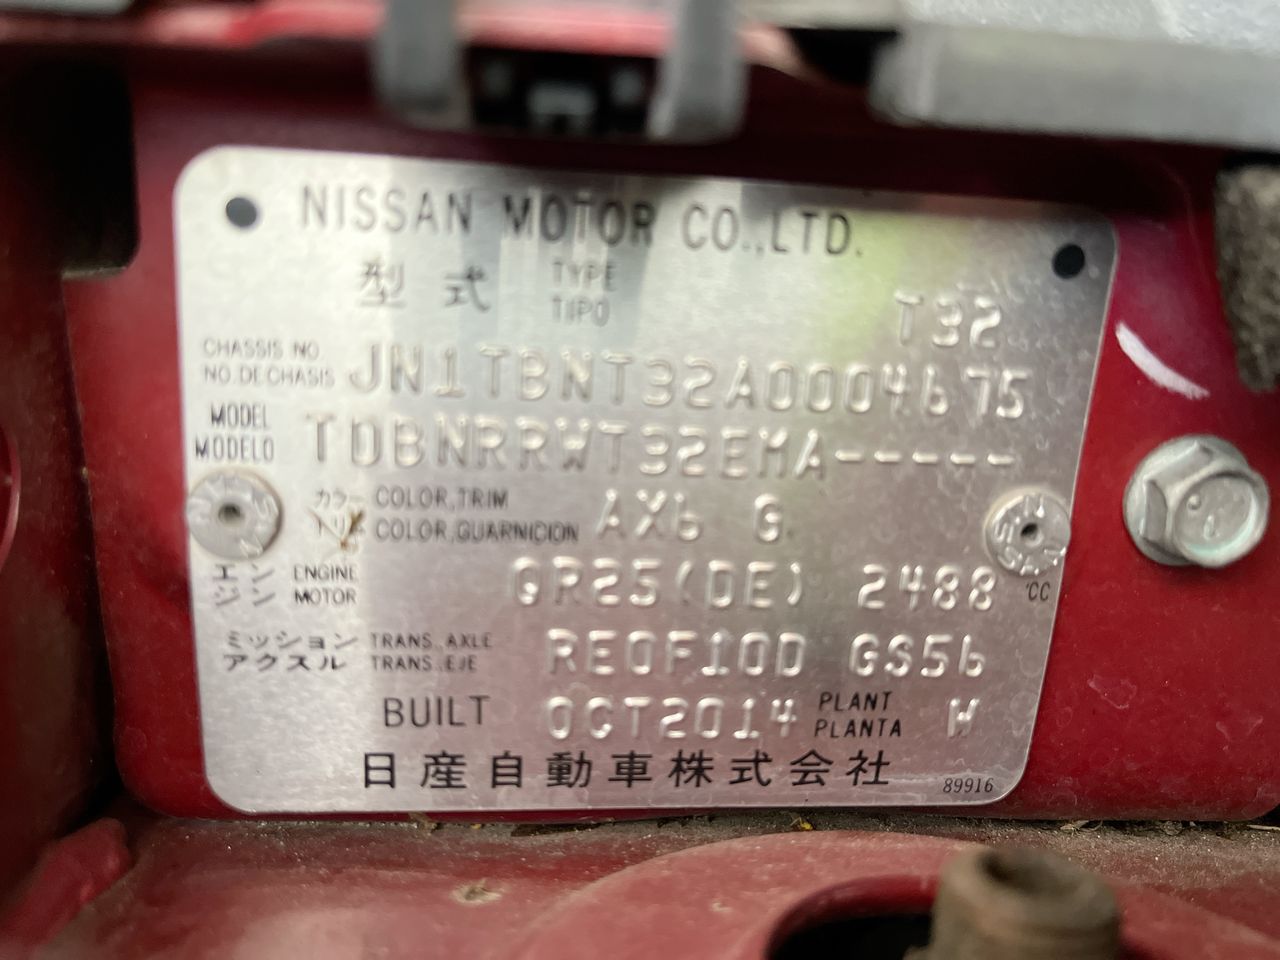 NISSAN MOTOR CO.,LTD.
型式 TYPE TIPO T32
CHASSIS NO. NO.DE CHASIS JN1TBNT32A0004675
MODEL MODELO TDBNRRWT32EMA-----
カラー トリム COLOR,TRIM COLOR,GUARNICION AX6 G
エンジン ENGINE MOTOR QR25(DE) 2488 CC
ミッション アクスル TRANS.,AXLE TRANS.,EJE RE0F10D GS56
BUILT OCT2014 PLANT PLANTA W
日産自動車株式会社 89916